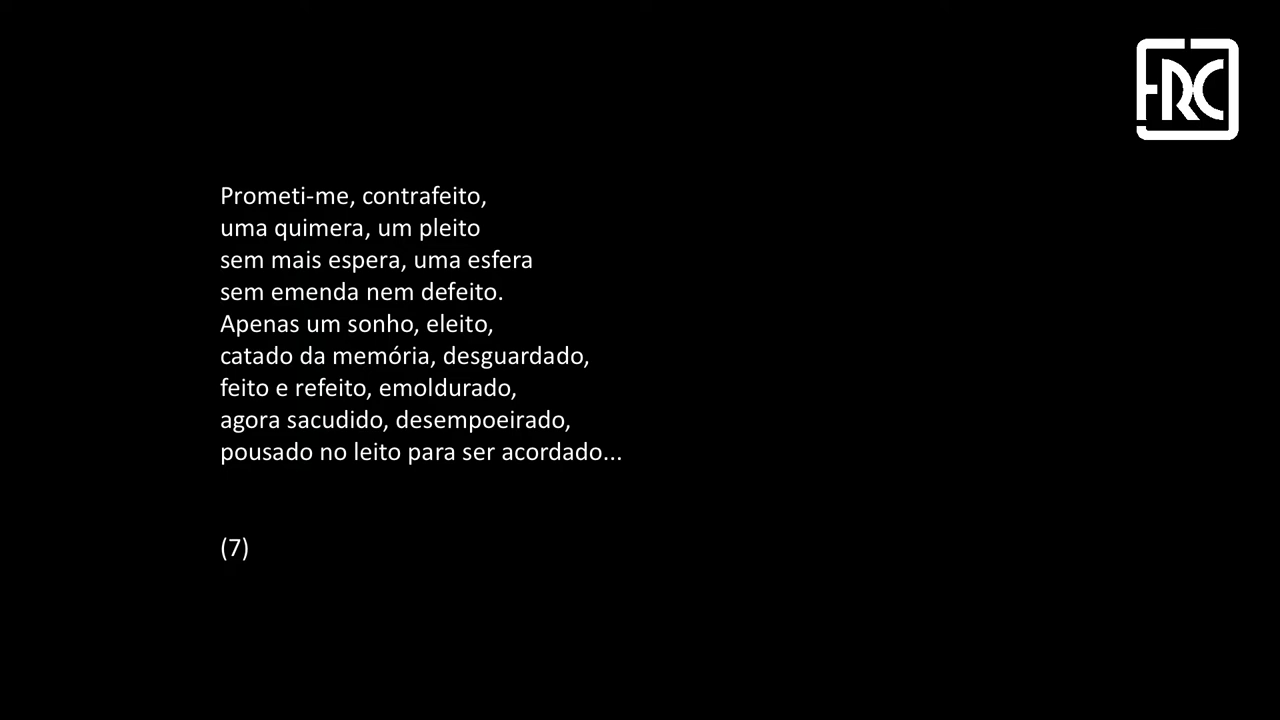 FRC
Prometi-me, contrafeito,
uma quimera, um pleito
sem mais espera, uma esfera
sem emenda nem defeito.
Apenas um sonho, eleito,
catado da memória, desguardado,
feito e refeito, emoldurado,
agora sacudido, desempoeirado,
pousado no leito para ser acordado...
(7)